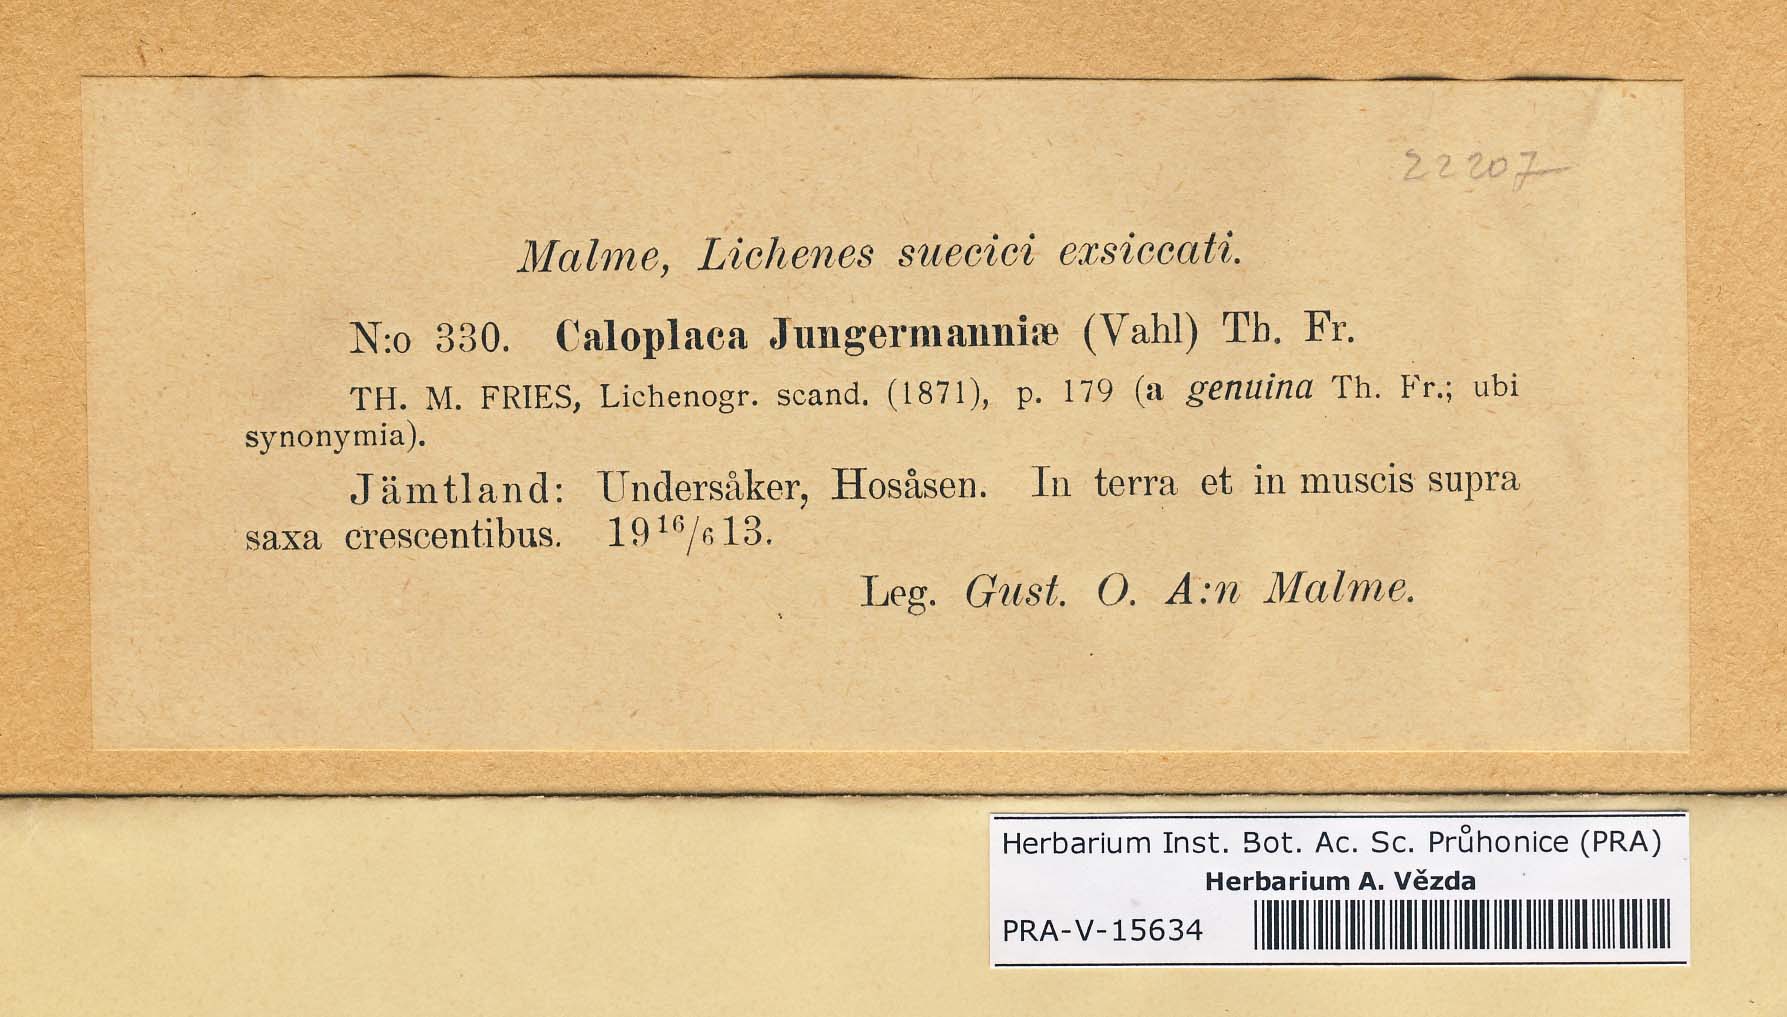 22207
Malme, Lichenes suecici exsiccati.
N:o 330. Caloplaca Jungermanniæ (Vahl) Th. Fr.
TH. M. FRIES, Lichenogr. scand. (1871), p. 179 (a genuina Th. Fr.; ubi
synonymia).
Jämtland: Undersåker, Hosåsen. In terra et in muscis supra
saxa crescentibus. 19 16/6 13.
Leg. Gust. O. A:n Malme.
Herbarium Inst. Bot. Ac. Sc. Průhonice (PRA)
Herbarium A. Vězda
PRA-V-15634